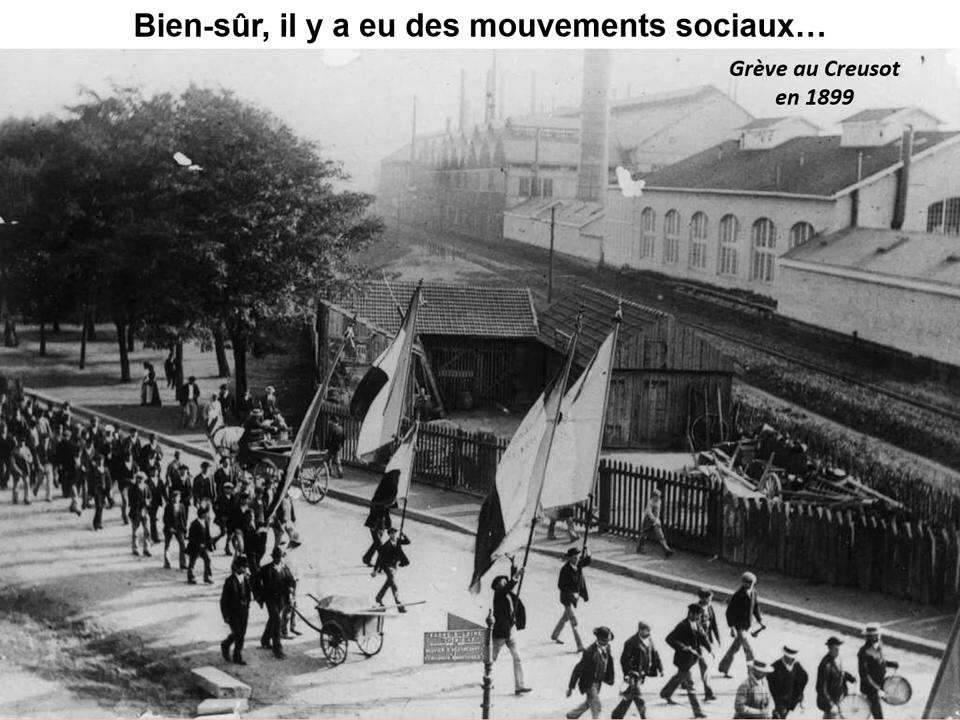 Bien-sûr, il y a eu des mouvements sociaux…
Grève au Creusot
en 1899